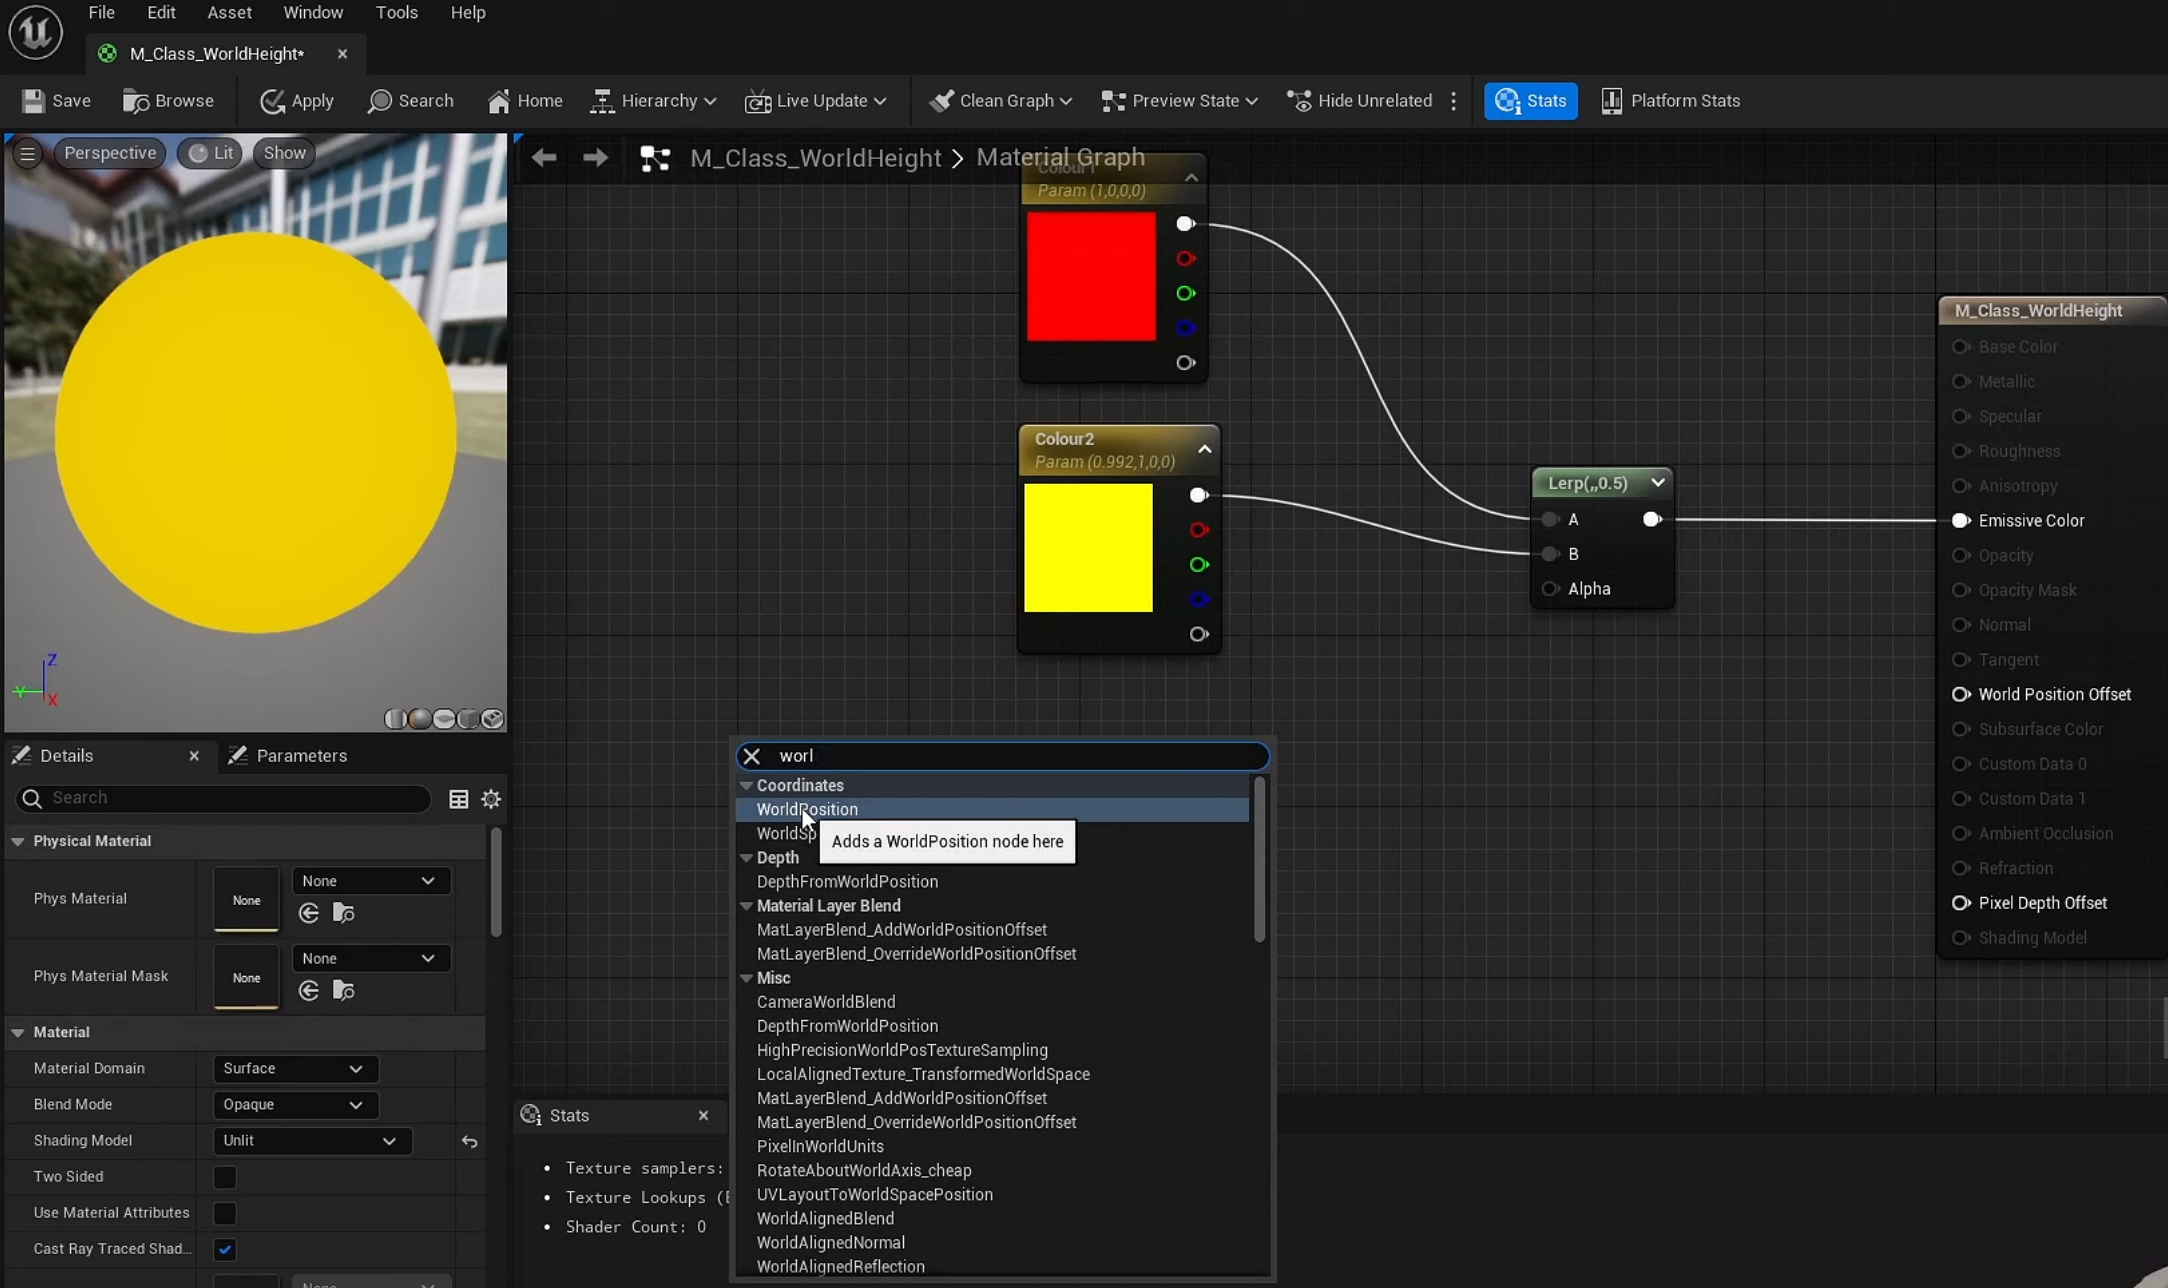 File Edit Asset Window Tools Help
M_Class_WorldHeight*
Save Browse Apply Search Home Hierarchy Live Update Clean Graph Preview State Hide Unrelated Stats Platform Stats
Perspective Lit Show
M_Class_WorldHeight > Material Graph
Colour1
Param (1,0,0,0)
Colour2
Param (0.992,1,0,0)
Lerp(,,0.5)
A
B
Alpha
M_Class_WorldHeight
Base Color
Metallic
Specular
Roughness
Anisotropy
Emissive Color
Opacity
Opacity Mask
Normal
Tangent
World Position Offset
Subsurface Color
Custom Data 0
Custom Data 1
Ambient Occlusion
Refraction
Pixel Depth Offset
Shading Model
Z
Y
X
Details Parameters
Search
Physical Material
Phys Material None None
Phys Material Mask None None
Material
Material Domain Surface
Blend Mode Opaque
Shading Model Unlit
Two Sided
Use Material Attributes
Cast Ray Traced Shad...
None
worl
Coordinates
WorldPosition
WorldSp
Adds a WorldPosition node here
Depth
DepthFromWorldPosition
Material Layer Blend
MatLayerBlend_AddWorldPositionOffset
MatLayerBlend_OverrideWorldPositionOffset
Misc
CameraWorldBlend
DepthFromWorldPosition
HighPrecisionWorldPosTextureSampling
LocalAlignedTexture_TransformedWorldSpace
MatLayerBlend_AddWorldPositionOffset
MatLayerBlend_OverrideWorldPositionOffset
PixelInWorldUnits
RotateAboutWorldAxis_cheap
UVLayoutToWorldSpacePosition
WorldAlignedBlend
WorldAlignedNormal
WorldAlignedReflection
Stats
Texture samplers:
Texture Lookups (
Shader Count: 0